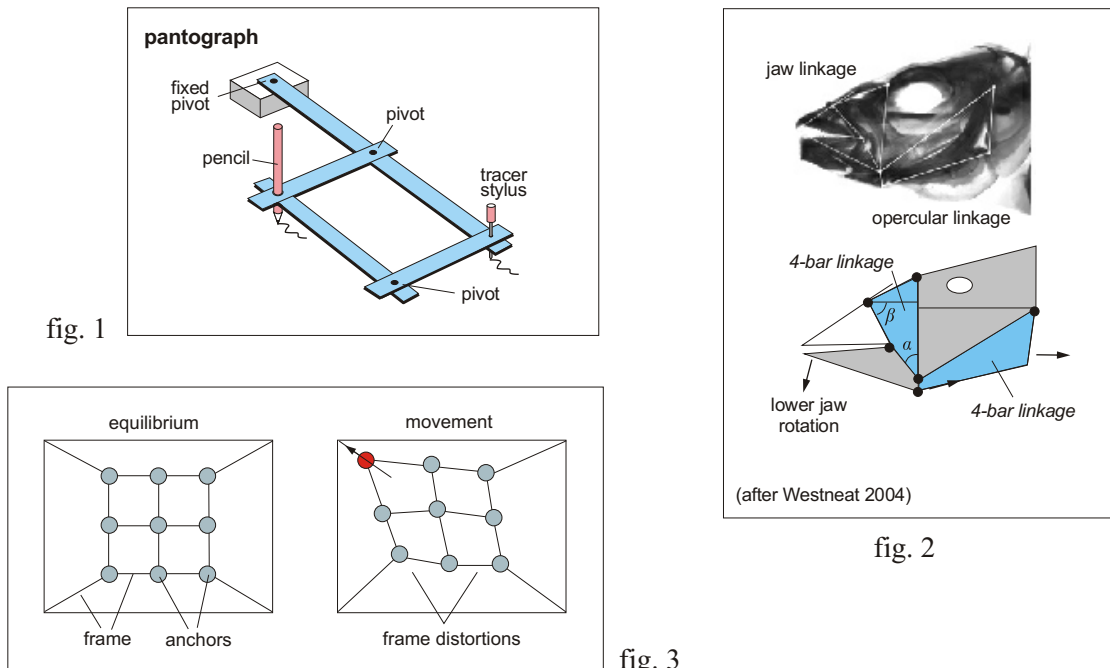 pantograph
fixed
pivot
pivot
pencil
tracer
stylus
pivot
fig. 1
jaw linkage
opercular linkage
4-bar linkage
β
α
lower jaw
rotation
4-bar linkage
(after Westneat 2004)
fig. 2
equilibrium
movement
frame
anchors
frame distortions
fig. 3